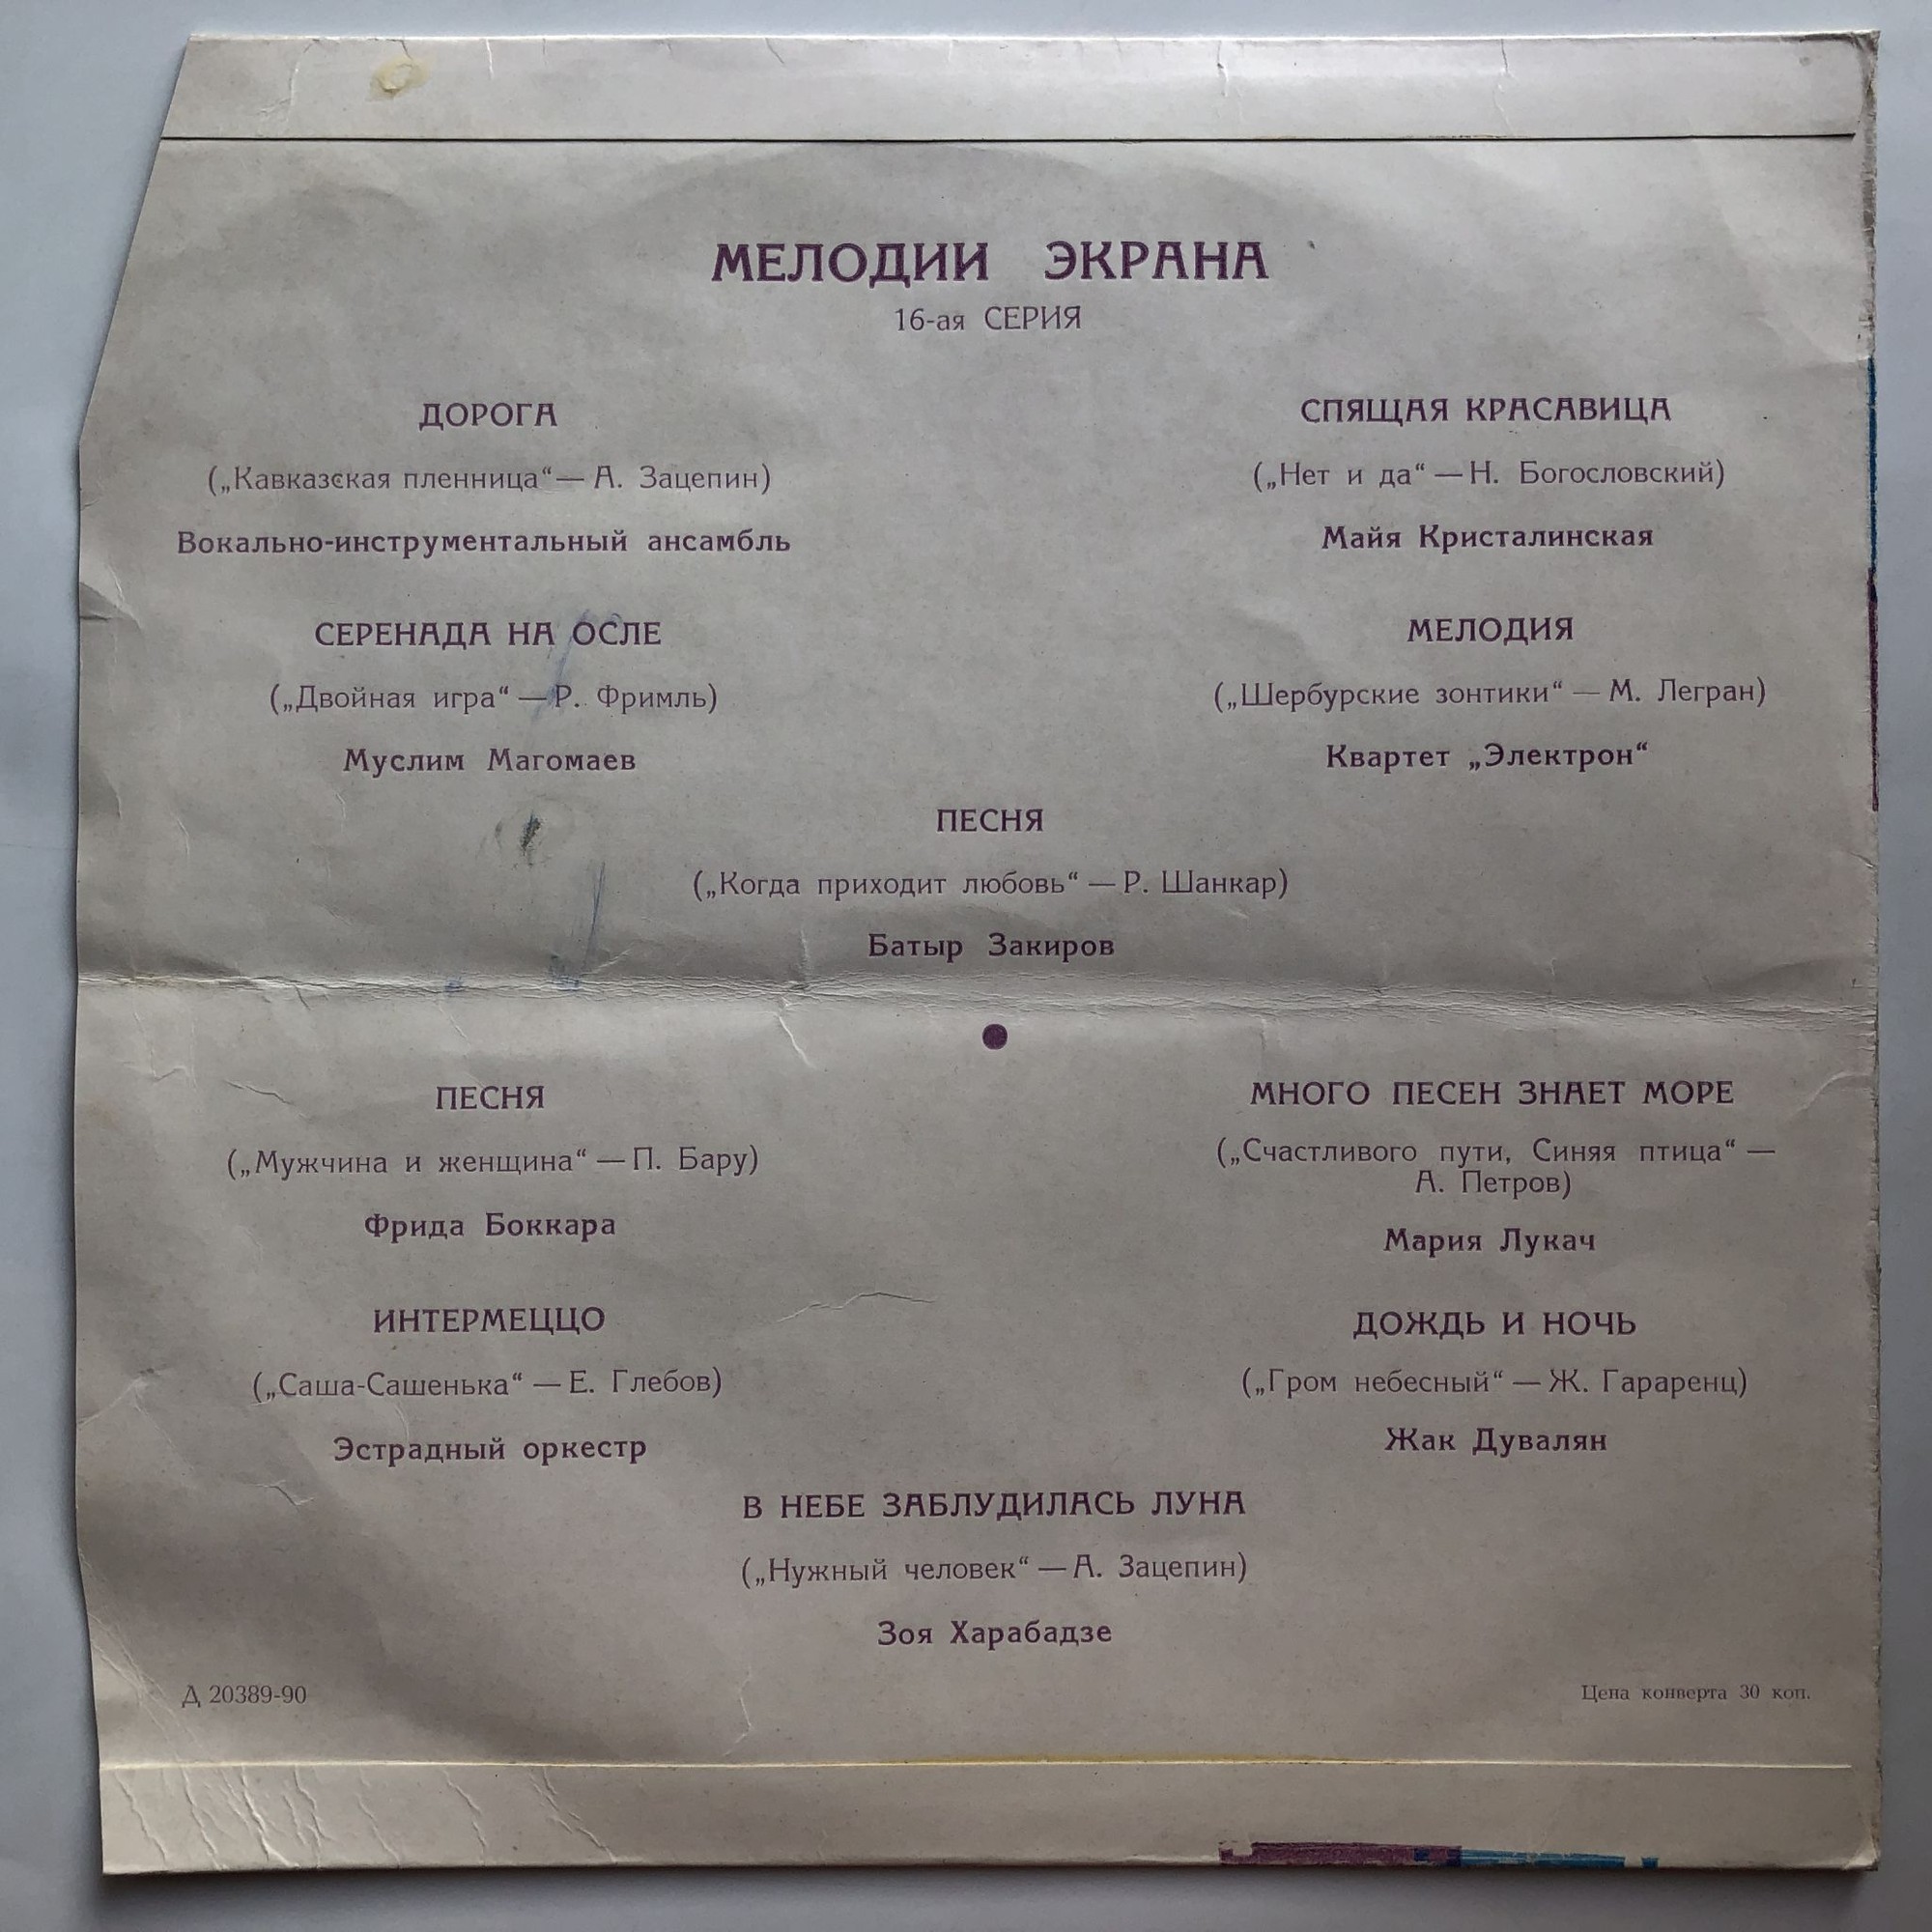 МЕЛОДИИ ЭКРАНА
16-ая СЕРИЯ
ДОРОГА
(„Кавказская пленница“ — А. Зацепин)
Вокально-инструментальный ансамбль
СЕРЕНАДА НА ОСЛЕ
(„Двойная игра“ — Р. Фримль)
Муслим Магомаев
СПЯЩАЯ КРАСАВИЦА
(„Нет и да“ — Н. Богословский)
Майя Кристалинская
МЕЛОДИЯ
(„Шербурские зонтики“ — М. Легран)
Квартет „Электрон“
ПЕСНЯ
(„Когда приходит любовь“ — Р. Шанкар)
Батыр Закиров
ПЕСНЯ
(„Мужчина и женщина“ — П. Бару)
Фрида Боккара
ИНТЕРМЕЦЦО
(„Саша-Сашенька“ — Е. Глебов)
Эстрадный оркестр
МНОГО ПЕСЕН ЗНАЕТ МОРЕ
(„Счастливого пути, Синяя птица“ —
А. Петров)
Мария Лукач
ДОЖДЬ И НОЧЬ
(„Гром небесный“ — Ж. Гараренц)
Жак Дувалян
В НЕБЕ ЗАБЛУДИЛАСЬ ЛУНА
(„Нужный человек“ — А. Зацепин)
Зоя Харабадзе
Д 20389-90
Цена конверта 30 коп.